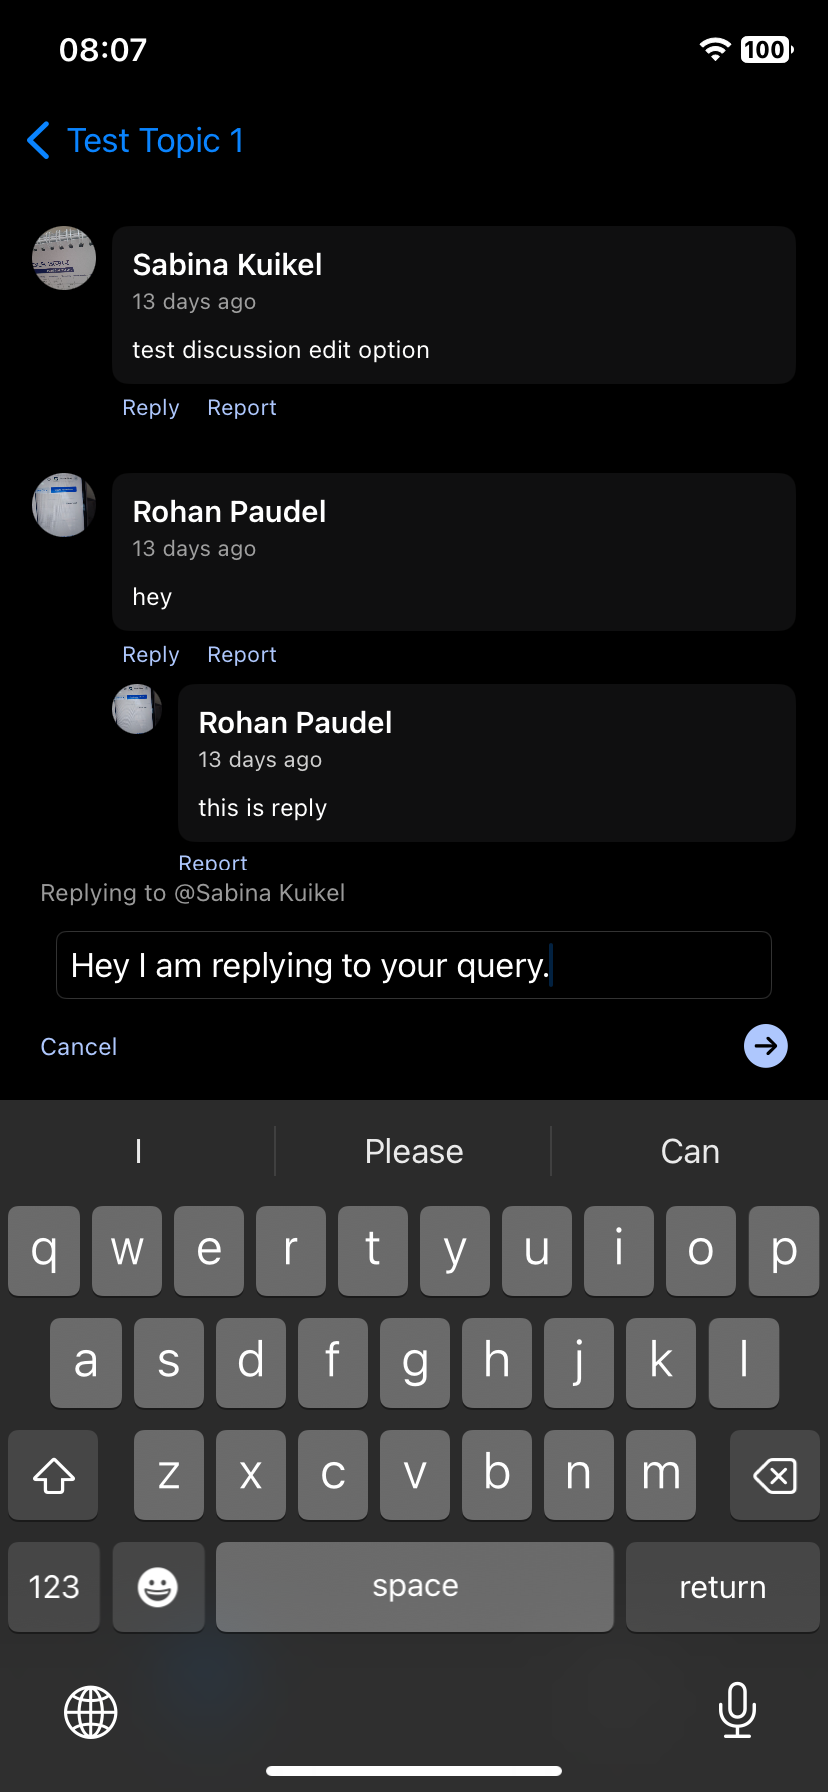 08:07
100
Test Topic 1
Sabina Kuikel
13 days ago
test discussion edit option
Reply Report
Rohan Paudel
13 days ago
hey
Reply Report
Rohan Paudel
13 days ago
this is reply
Report
Replying to @Sabina Kuikel
Hey I am replying to your query.
Cancel
I Please Can
q w e r t y u i o p
a s d f g h j k l
z x c v b n m
123 space return